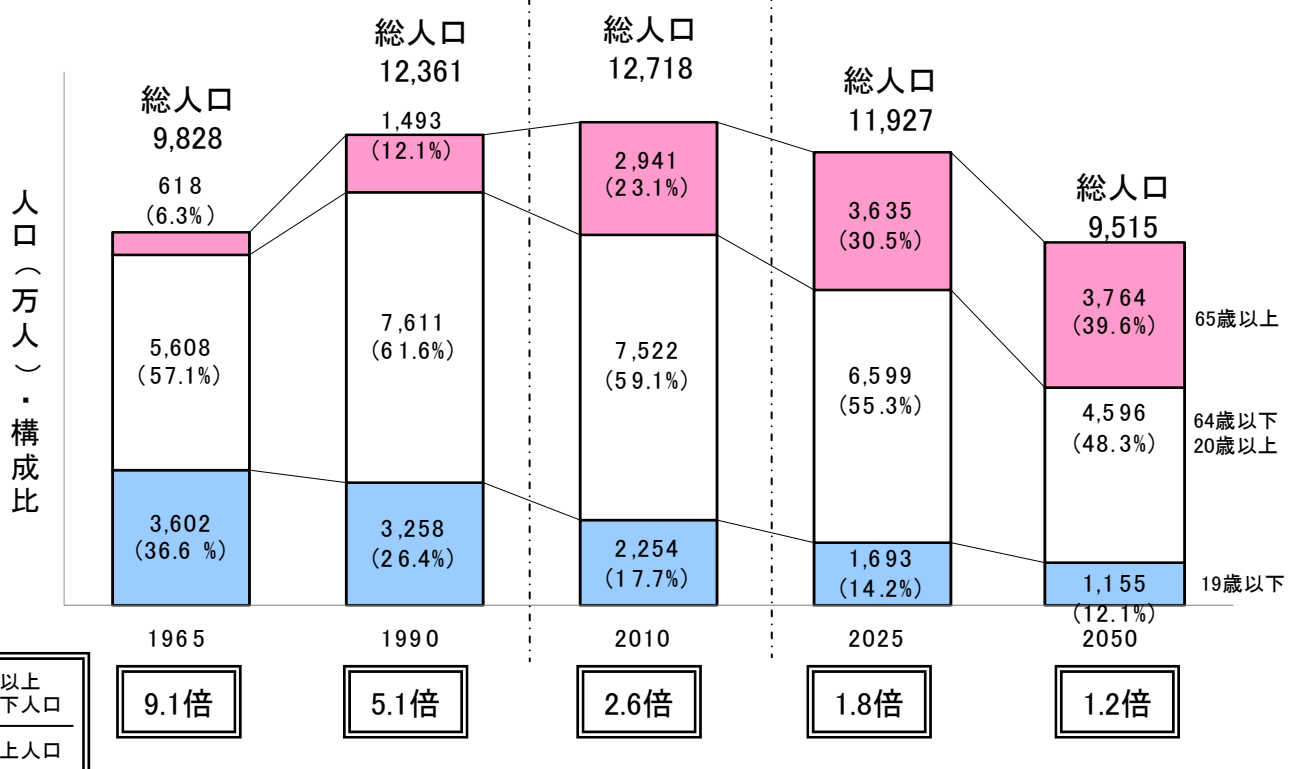 総人口
9,828
総人口
12,361
総人口
12,718
総人口
11,927
総人口
9,515
人口（万人）・構成比
618
(6.3%)
5,608
(57.1%)
3,602
(36.6 %)
1,493
(12.1%)
7,611
(61.6%)
3,258
(26.4%)
2,941
(23.1%)
7,522
(59.1%)
2,254
(17.7%)
3,635
(30.5%)
6,599
(55.3%)
1,693
(14.2%)
3,764
(39.6%)
4,596
(48.3%)
1,155
(12.1%)
65歳以上
64歳以下
20歳以上
19歳以下
1965
1990
2010
2025
2050
以上
下人口
上人口
9.1倍
5.1倍
2.6倍
1.8倍
1.2倍